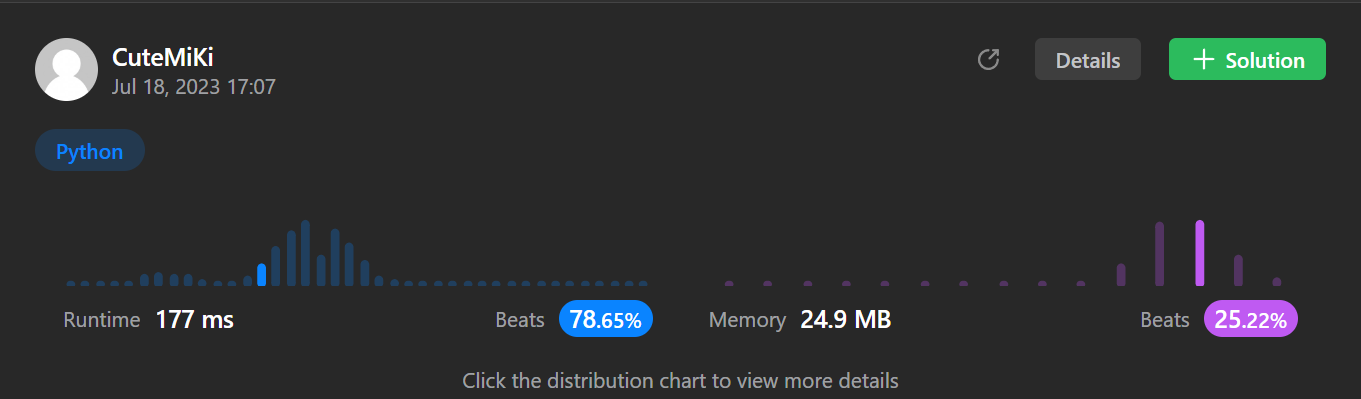 CuteMiKi
Jul 18, 2023 17:07
Details
+ Solution
Python
Runtime 177 ms Beats 78.65% Memory 24.9 MB Beats 25.22%
Click the distribution chart to view more details